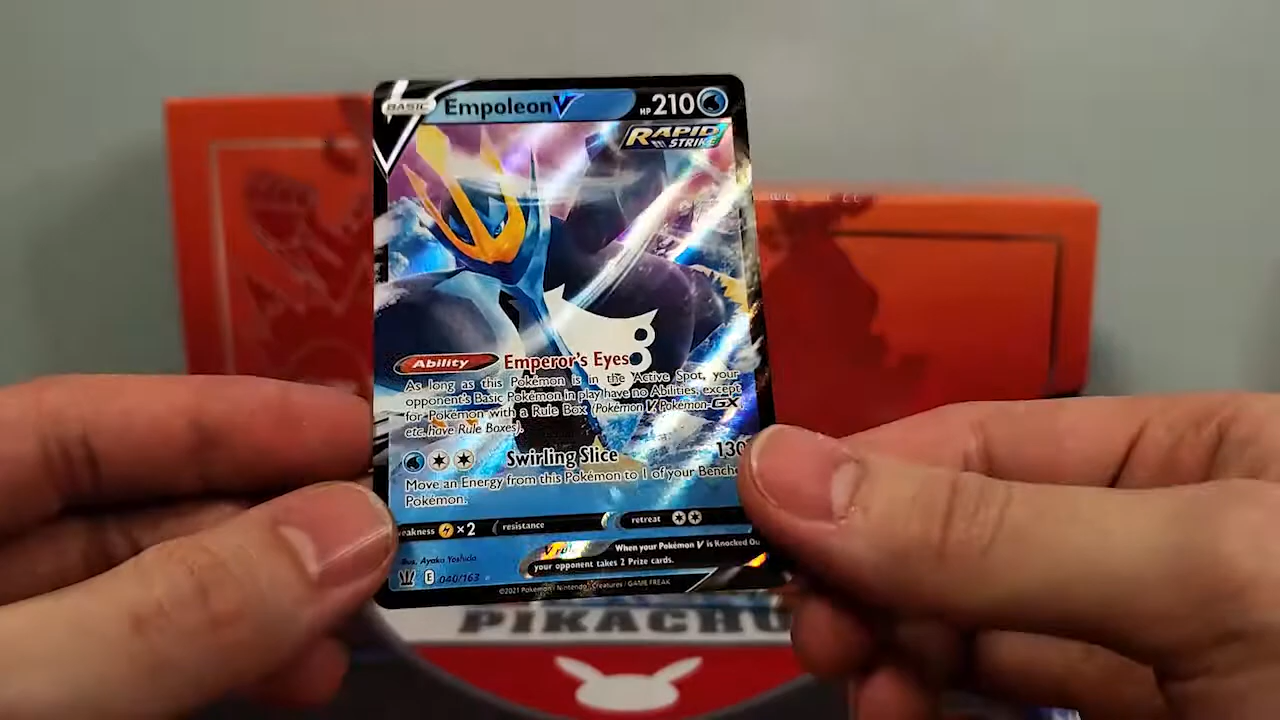 BASIC EmpoleonV HP 210
RAPID
STRIKE
Ability Emperor's Eyes
As long as this Pokémon is in the Active Spot, your
opponent's Basic Pokémon in play have no Abilities, except
for Pokémon with a Rule Box (Pokémon V, Pokémon-GX,
etc. have Rule Boxes).
Swirling Slice 130
Move an Energy from this Pokémon to 1 of your Benche
Pokémon.
eakness ×2 resistance retreat
V rule When your Pokémon V is Knocked Ou
your opponent takes 2 Prize cards.
Illus. Ayaka Yoshida
E 040/163
©2021 Pokémon / Nintendo / Creatures / GAME FREAK
PIKACHU